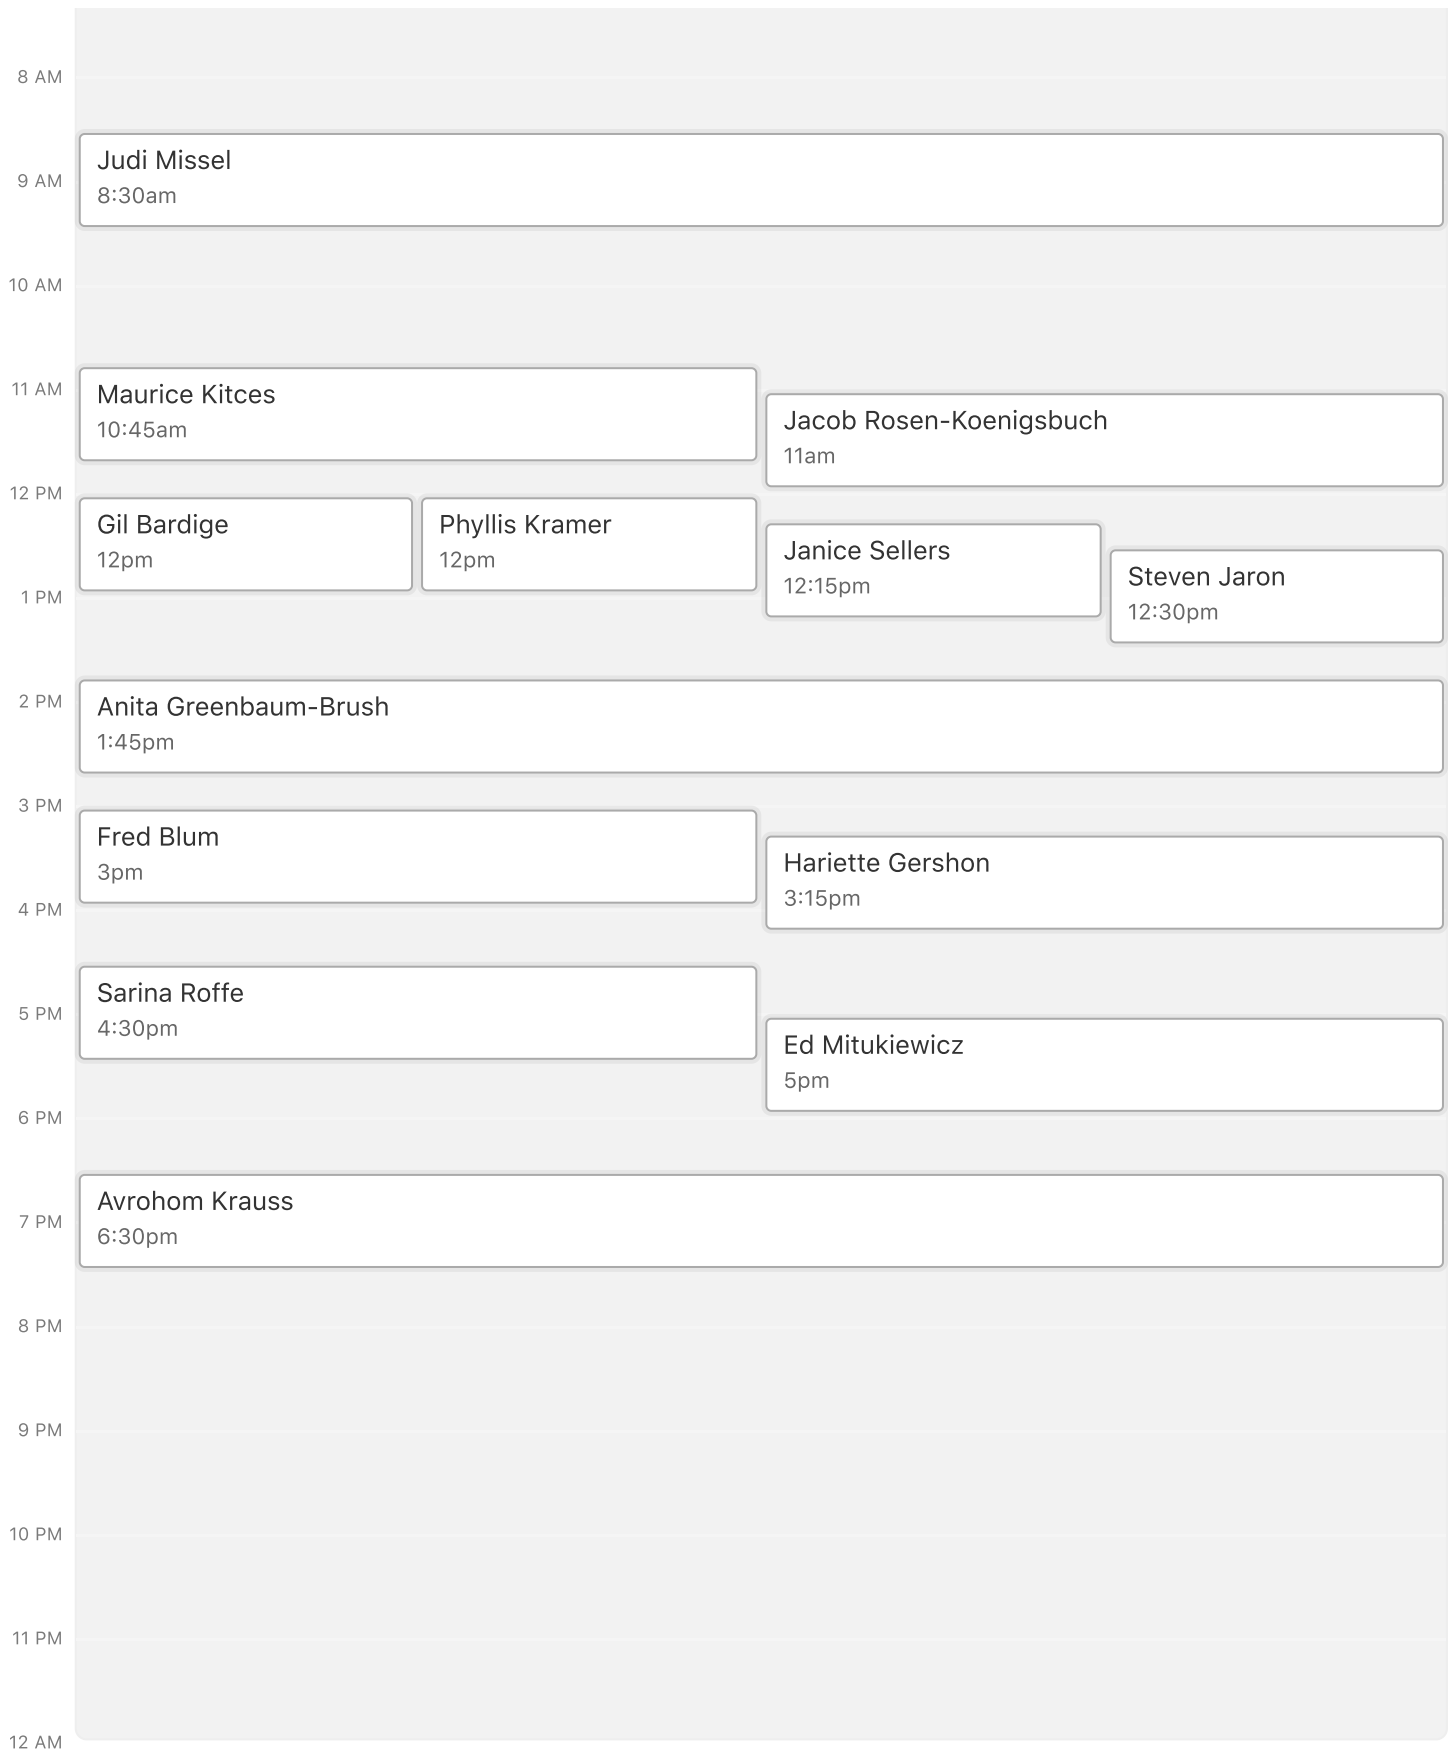 8 AM
Judi Missel
8:30am
9 AM
10 AM
11 AM
Maurice Kitces
10:45am
Jacob Rosen-Koenigsbuch
11am
12 PM
Gil Bardige
12pm
Phyllis Kramer
12pm
Janice Sellers
12:15pm
Steven Jaron
12:30pm
1 PM
2 PM
Anita Greenbaum-Brush
1:45pm
3 PM
Fred Blum
3pm
Hariette Gershon
3:15pm
4 PM
Sarina Roffe
4:30pm
5 PM
Ed Mitukiewicz
5pm
6 PM
Avrohom Krauss
6:30pm
7 PM
8 PM
9 PM
10 PM
11 PM
12 AM